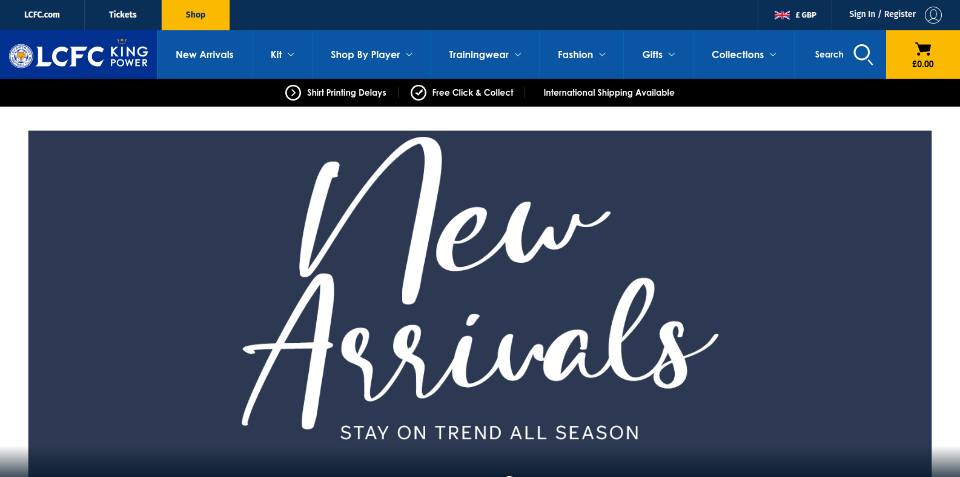 LCFC.com Tickets Shop £ GBP Sign In / Register
LCFC KING POWER New Arrivals Kit Shop By Player Trainingwear Fashion Gifts Collections Search £0.00
Shirt Printing Delays Free Click & Collect International Shipping Available
New
Arrivals
STAY ON TREND ALL SEASON